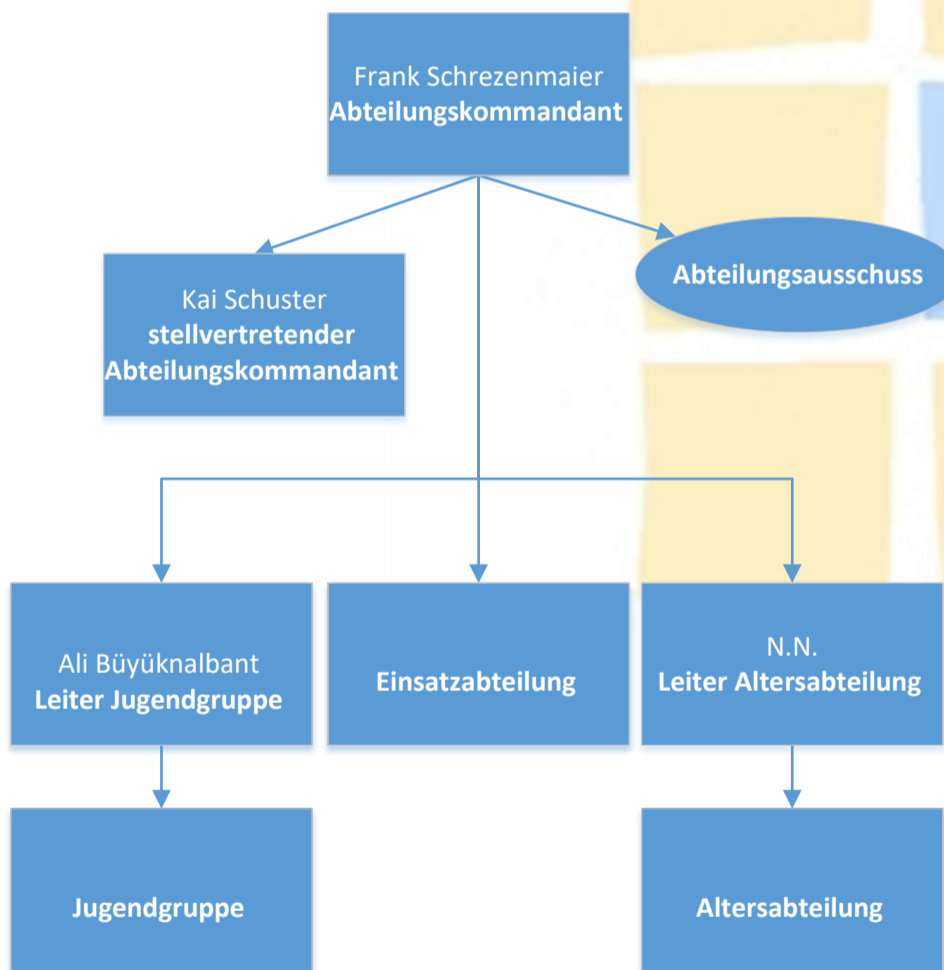 Frank Schrezenmaier
Abteilungskommandant
Kai Schuster
stellvertretender
Abteilungskommandant
Abteilungsausschuss
Ali Büyüknalbant
Leiter Jugendgruppe
Einsatzabteilung
N.N.
Leiter Altersabteilung
Jugendgruppe
Altersabteilung